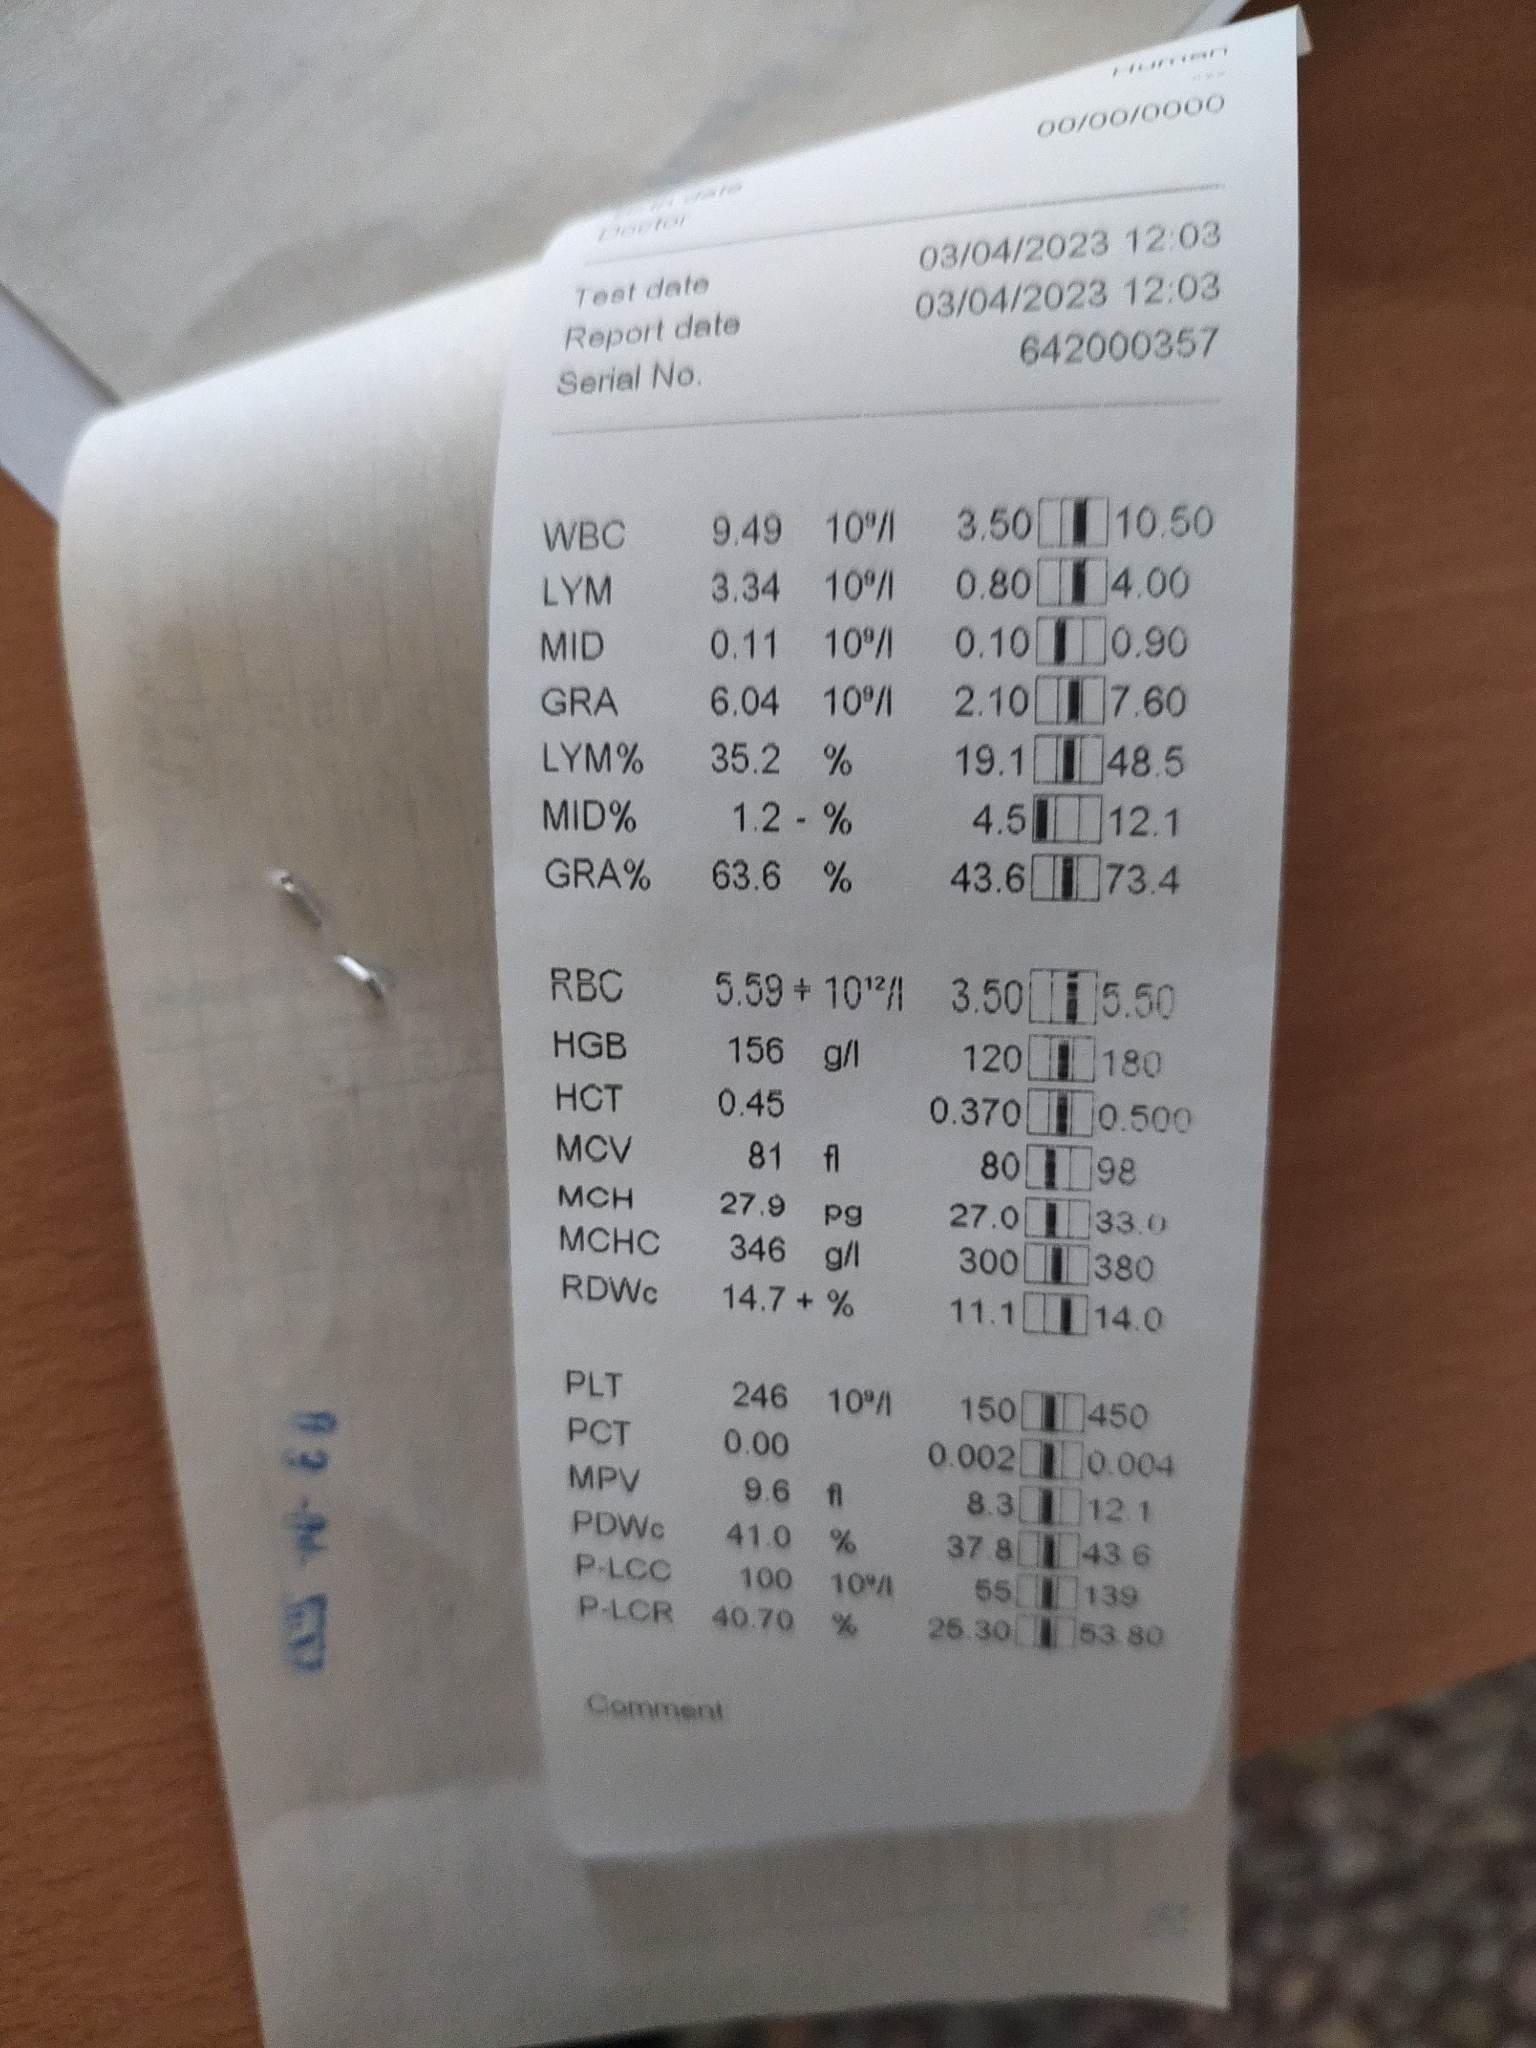 Human
00/00/0000
date
Doctor
Test date 03/04/2023 12:03
Report date 03/04/2023 12:03
Serial No. 642000357
WBC 9.49 10⁹/l 3.50 10.50
LYM 3.34 10⁹/l 0.80 4.00
MID 0.11 10⁹/l 0.10 0.90
GRA 6.04 10⁹/l 2.10 7.60
LYM% 35.2 % 19.1 48.5
MID% 1.2 - % 4.5 12.1
GRA% 63.6 % 43.6 73.4
RBC 5.59 + 10¹²/l 3.50 5.50
HGB 156 g/l 120 180
HCT 0.45 0.370 0.500
MCV 81 fl 80 98
MCH 27.9 pg 27.0 33.0
MCHC 346 g/l 300 380
RDWc 14.7 + % 11.1 14.0
PLT 246 10⁹/l 150 450
PCT 0.00 0.002 0.004
MPV 9.6 fl 8.3 12.1
PDWc 41.0 % 37.8 43.6
P-LCC 100 10⁹/l 55 139
P-LCR 40.70 % 25.30 53.80
Comment